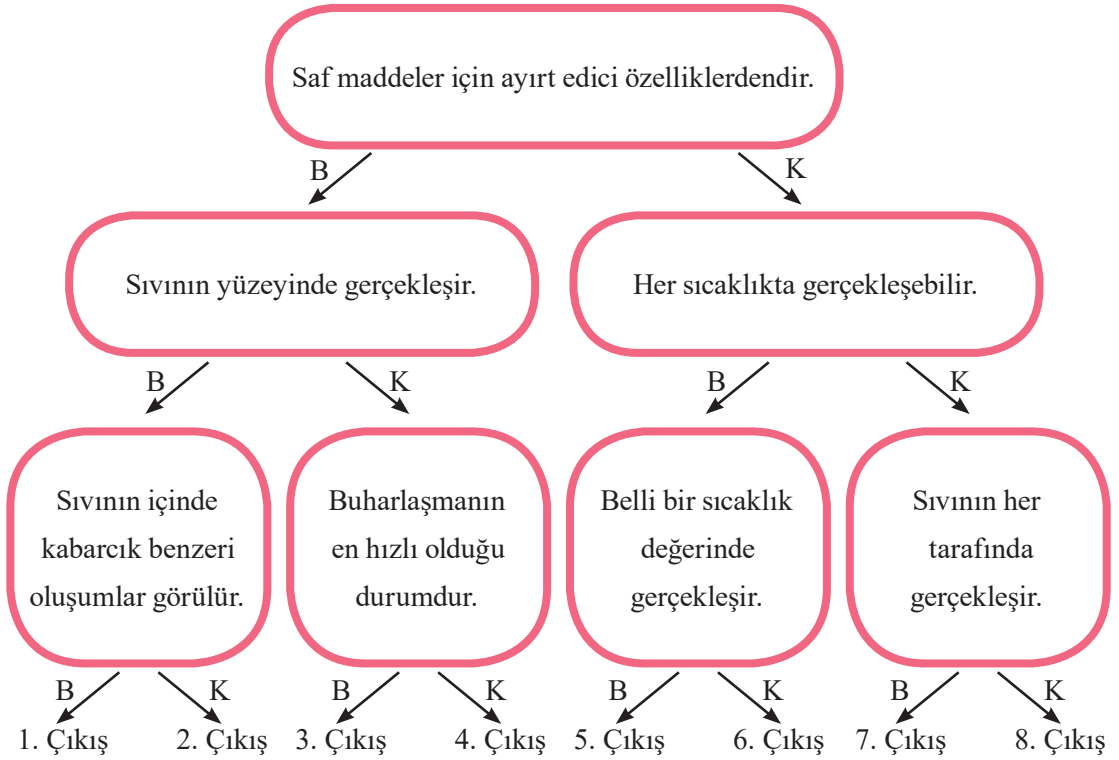 Saf maddeler için ayırt edici özelliklerdendir.
B
K
Sıvının yüzeyinde gerçekleşir.
Her sıcaklıkta gerçekleşebilir.
B
K
B
K
Sıvının içinde
kabarcık benzeri
oluşumlar görülür.
Buharlaşmanın
en hızlı olduğu
durumdur.
Belli bir sıcaklık
değerinde
gerçekleşir.
Sıvının her
tarafında
gerçekleşir.
B
K
B
K
B
K
B
K
1. Çıkış
2. Çıkış
3. Çıkış
4. Çıkış
5. Çıkış
6. Çıkış
7. Çıkış
8. Çıkış